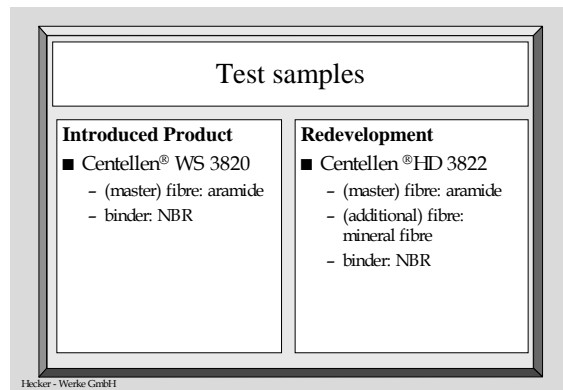 Test samples
Introduced Product
■ Centellen® WS 3820
– (master) fibre: aramide
– binder: NBR
Redevelopment
■ Centellen ®HD 3822
– (master) fibre: aramide
– (additional) fibre:
mineral fibre
– binder: NBR
Hecker - Werke GmbH